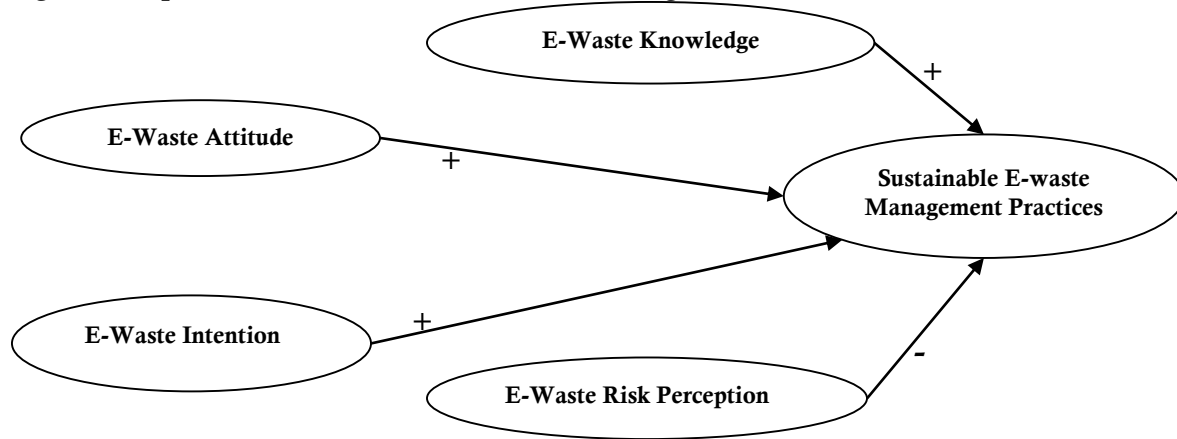 E-Waste Knowledge
+
E-Waste Attitude
+
Sustainable E-waste
Management Practices
E-Waste Intention
+
-
E-Waste Risk Perception